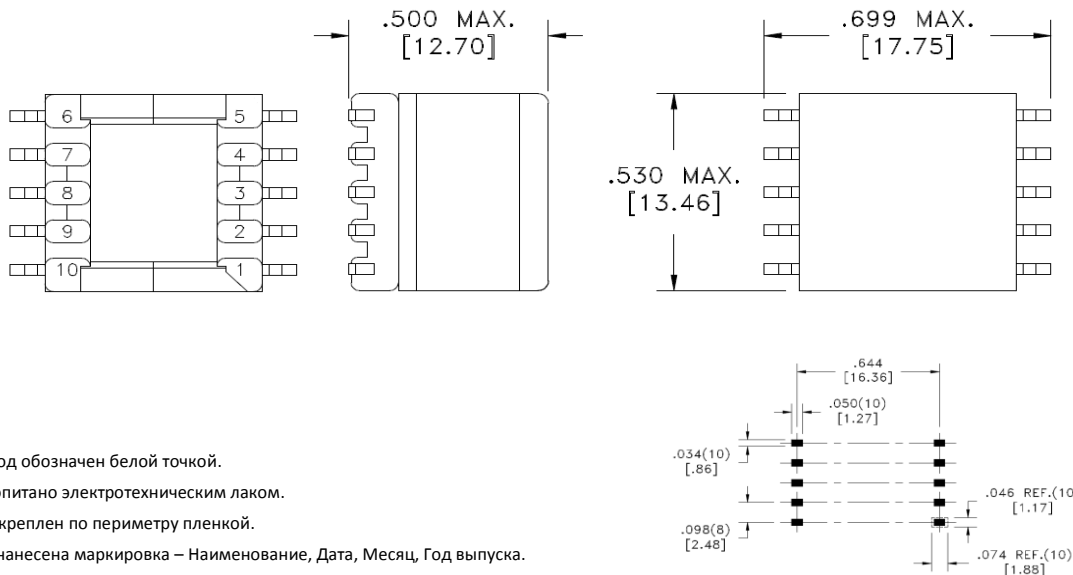 .500 MAX.
[12.70]
.699 MAX.
[17.75]
6 5
7 4
8 3
9 2
10 1
.530 MAX.
[13.46]
.644
[16.36]
.050(10)
[1.27]
.034(10)
[.86]
.046 REF.(10
[1.17]
.098(8)
[2.48]
.074 REF.(10)
[1.88]
од обозначен белой точкой.
опитано электротехническим лаком.
креплен по периметру пленкой.
нанесена маркировка – Наименование, Дата, Месяц, Год выпуска.